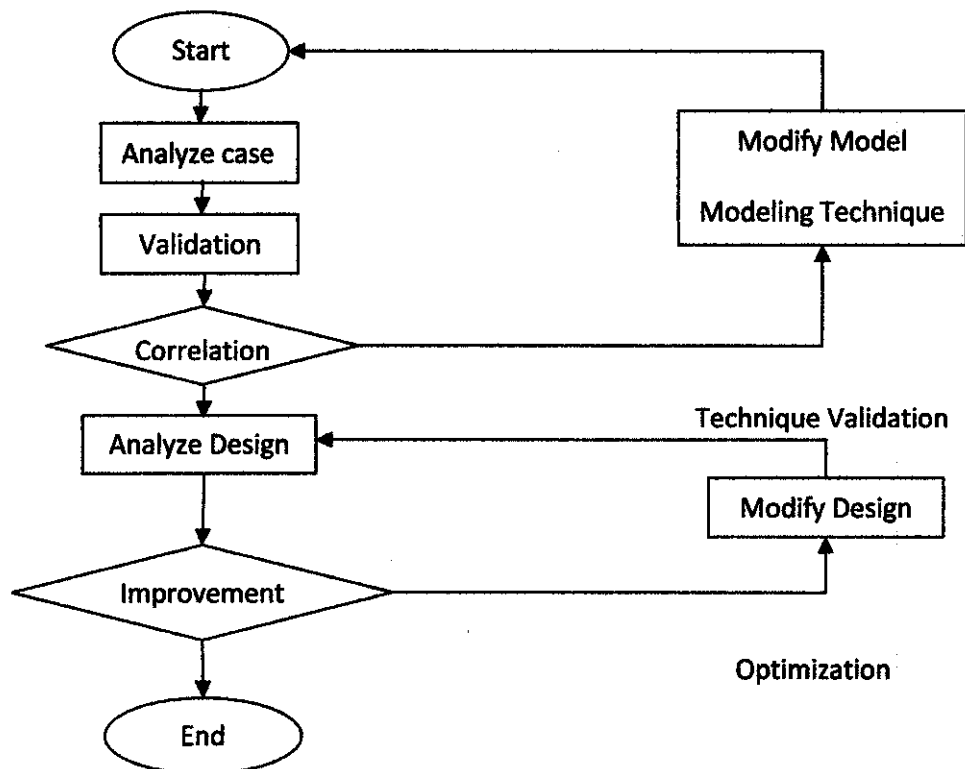 Start
Analyze case
Modify Model
Modeling Technique
Validation
Correlation
Technique Validation
Analyze Design
Modify Design
Improvement
Optimization
End